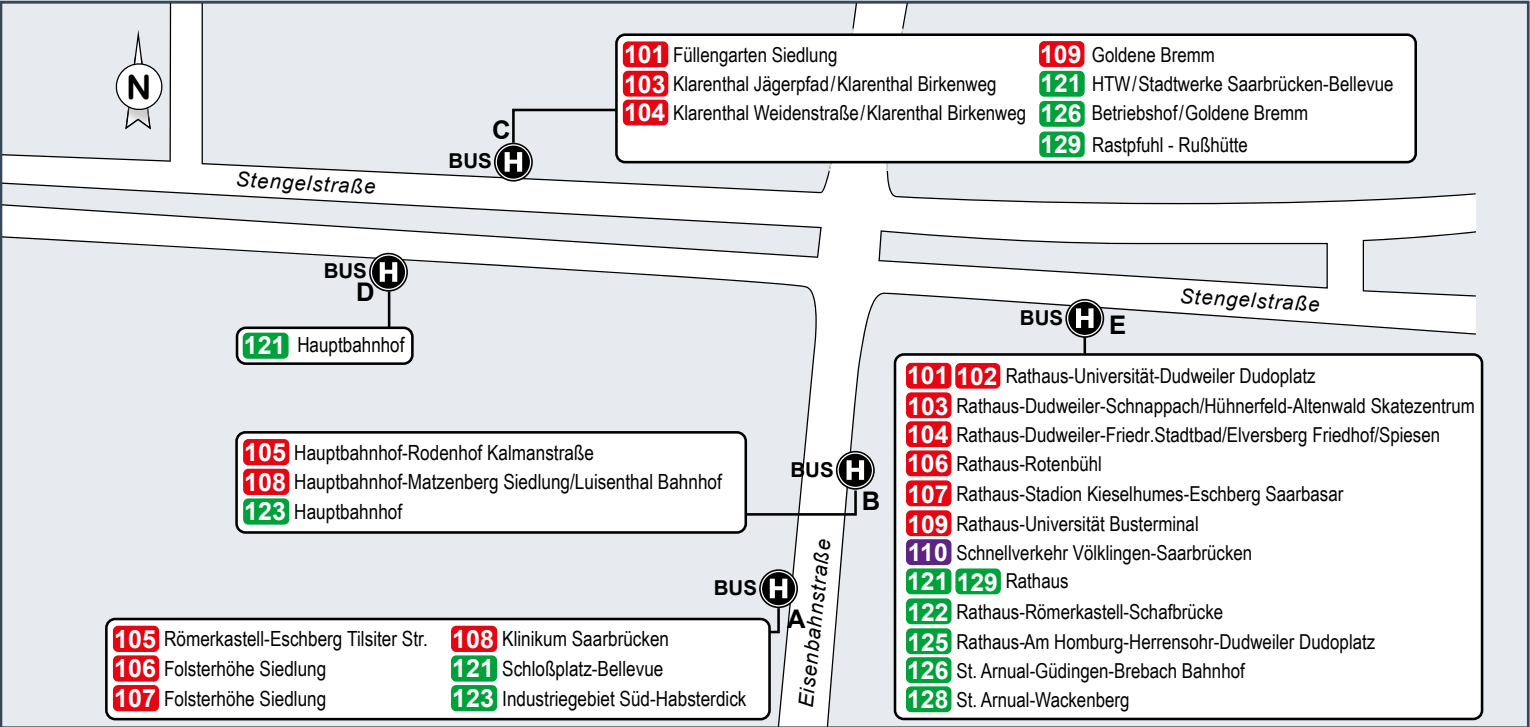 N
101 Füllengarten Siedlung
103 Klarenthal Jägerpfad/Klarenthal Birkenweg
104 Klarenthal Weidenstraße/Klarenthal Birkenweg
109 Goldene Bremm
121 HTW/Stadtwerke Saarbrücken-Bellevue
126 Betriebshof/Goldene Bremm
129 Rastpfuhl - Rußhütte
C
BUS H
Stengelstraße
BUS H
D
121 Hauptbahnhof
Stengelstraße
BUS H E
101 102 Rathaus-Universität-Dudweiler Dudoplatz
103 Rathaus-Dudweiler-Schnappach/Hühnerfeld-Altenwald Skatezentrum
104 Rathaus-Dudweiler-Friedr.Stadtbad/Elversberg Friedhof/Spiesen
106 Rathaus-Rotenbühl
107 Rathaus-Stadion Kieselhumes-Eschberg Saarbasar
109 Rathaus-Universität Busterminal
110 Schnellverkehr Völklingen-Saarbrücken
121 129 Rathaus
122 Rathaus-Römerkastell-Schafbrücke
125 Rathaus-Am Homburg-Herrensohr-Dudweiler Dudoplatz
126 St. Arnual-Güdingen-Brebach Bahnhof
128 St. Arnual-Wackenberg
105 Hauptbahnhof-Rodenhof Kalmanstraße
108 Hauptbahnhof-Matzenberg Siedlung/Luisenthal Bahnhof
123 Hauptbahnhof
BUS H
B
Eisenbahnstraße
BUS H
A
105 Römerkastell-Eschberg Tilsiter Str.
106 Folsterhöhe Siedlung
107 Folsterhöhe Siedlung
108 Klinikum Saarbrücken
121 Schloßplatz-Bellevue
123 Industriegebiet Süd-Habsterdick